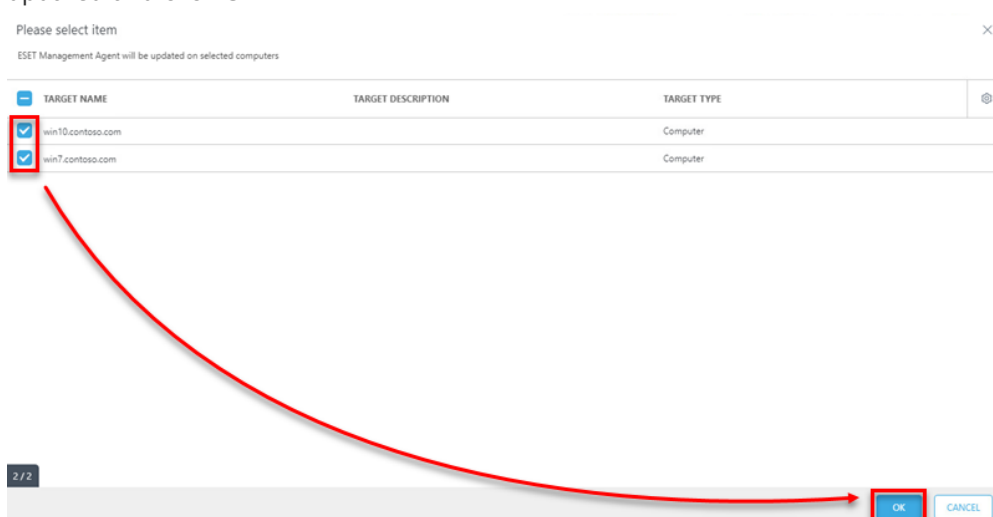 Please select item
ESET Management Agent will be updated on selected computers
TARGET NAME TARGET DESCRIPTION TARGET TYPE
win10.contoso.com Computer
win7.contoso.com Computer
2/2
OK CANCEL